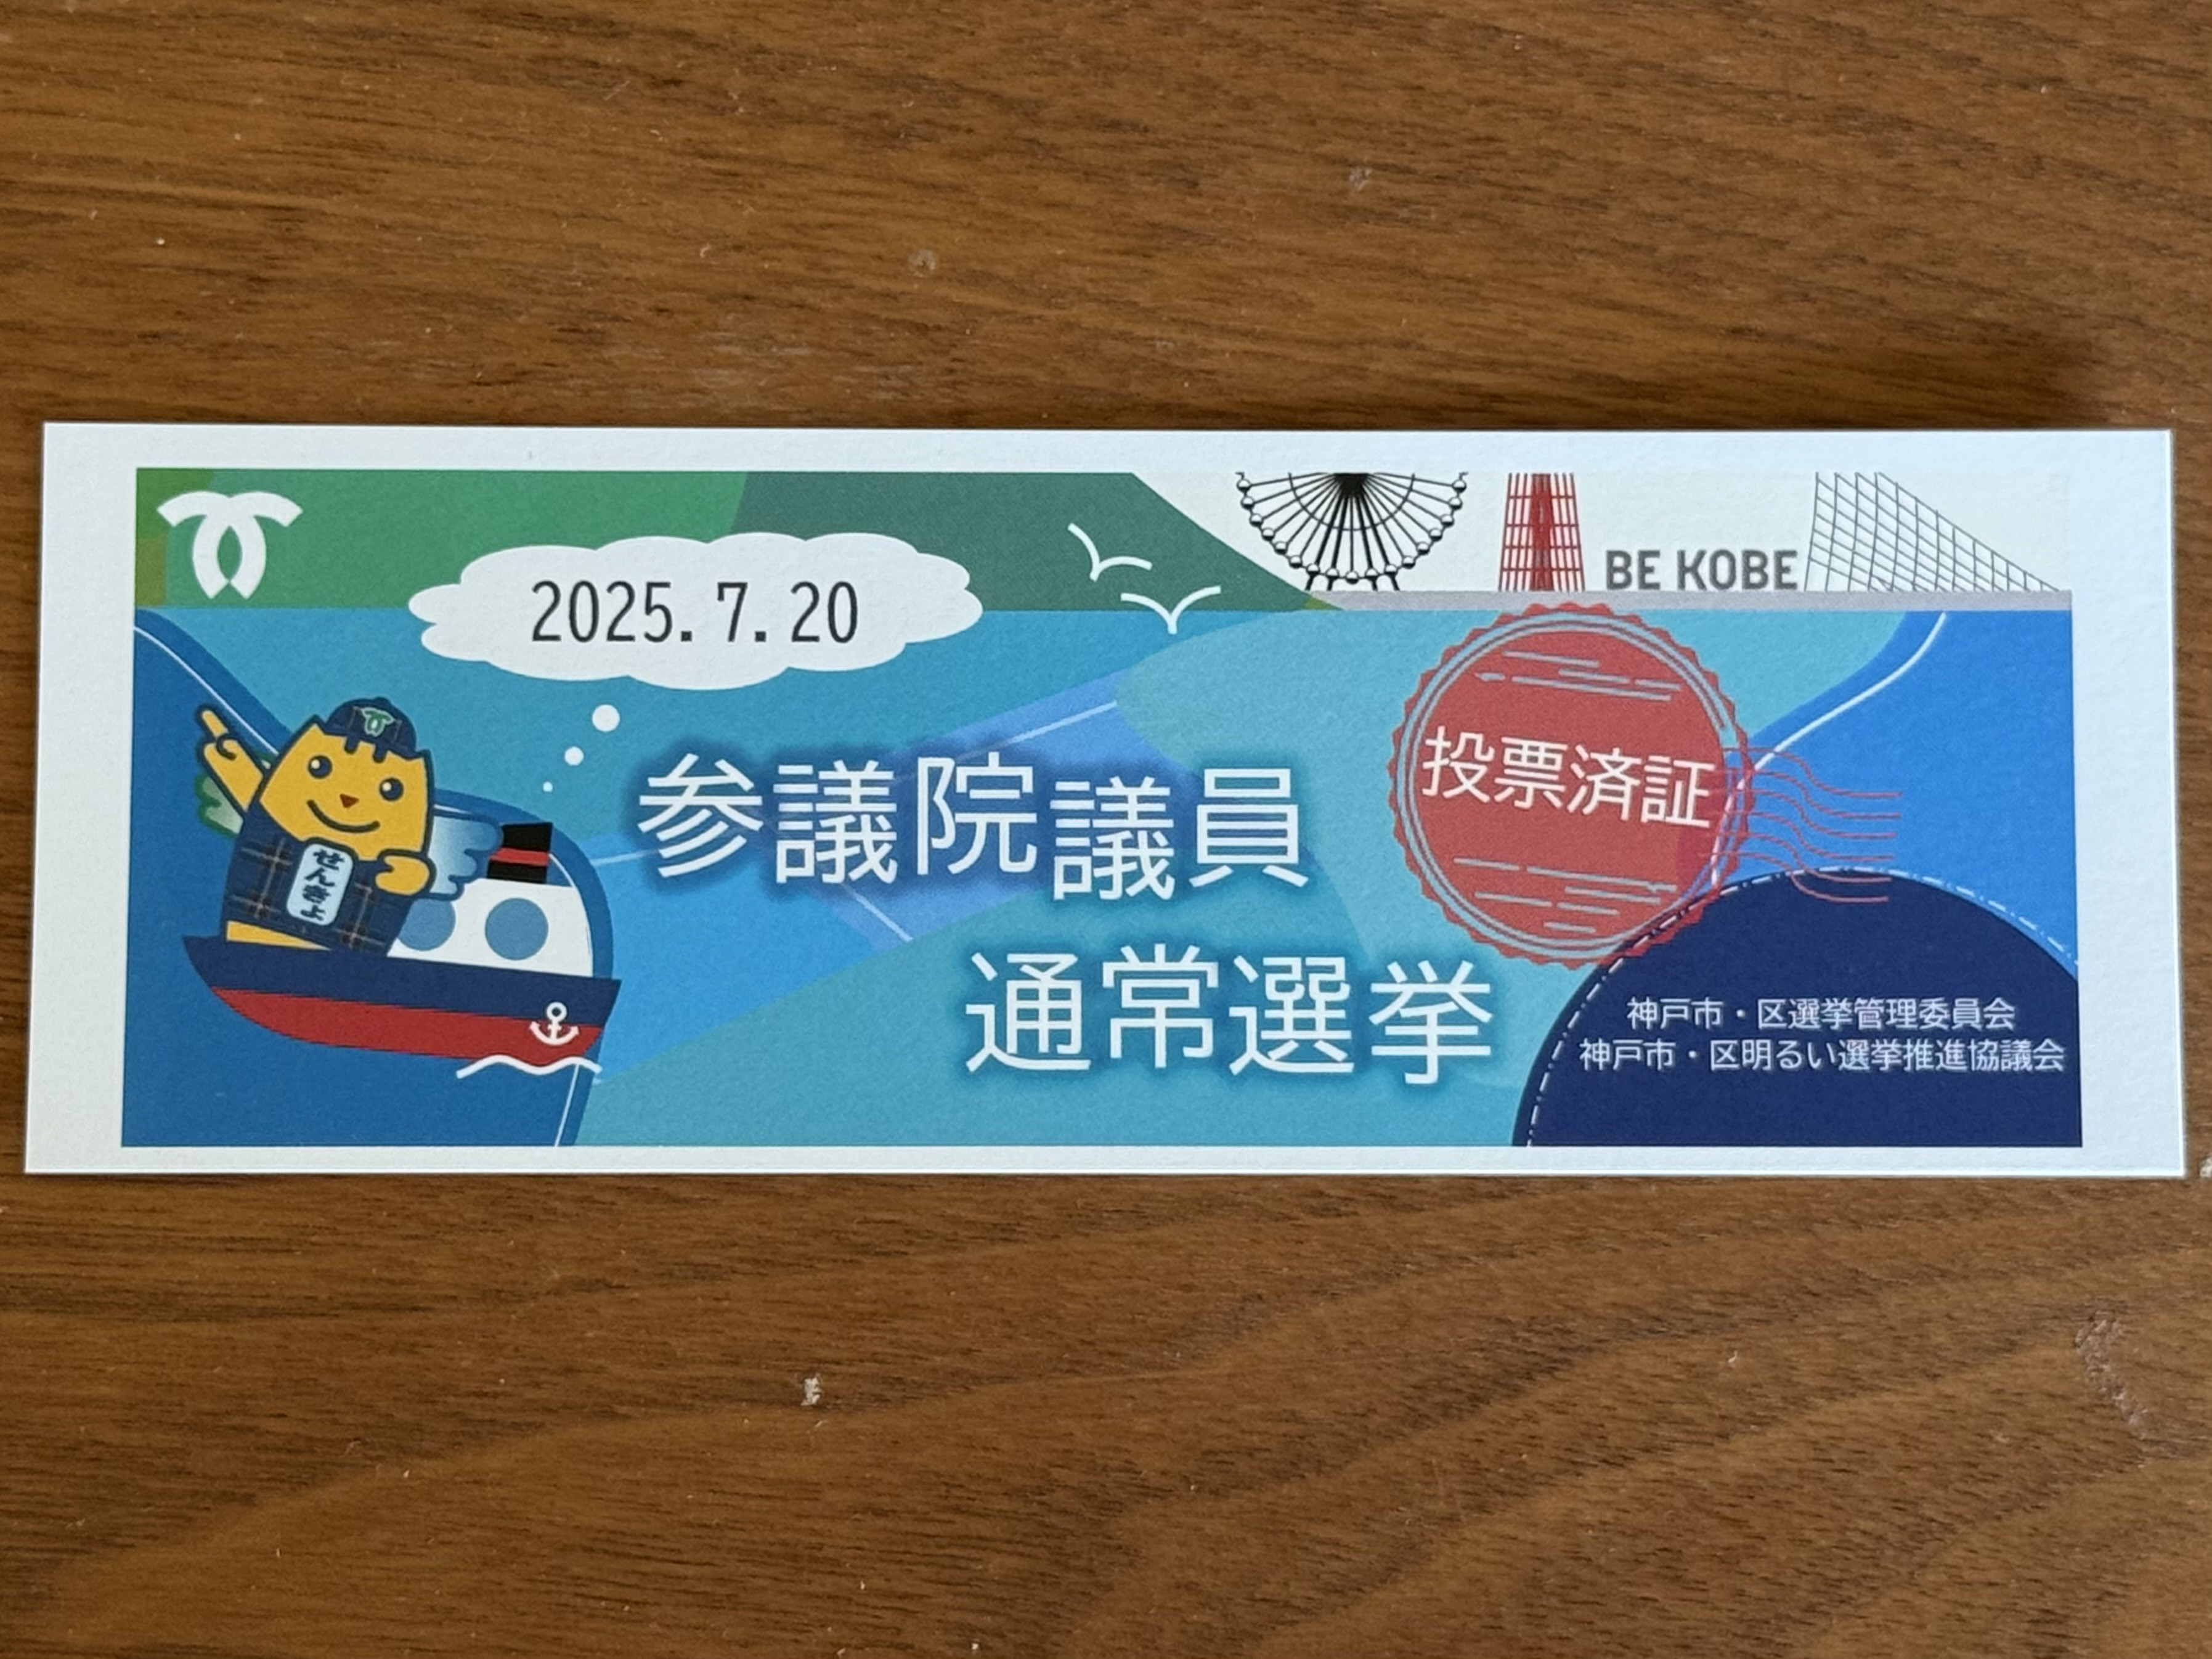 BE KOBE
2025. 7. 20
参議院議員
通常選挙
投票済証
せんきょ
神戸市・区選挙管理委員会
神戸市・区明るい選挙推進協議会